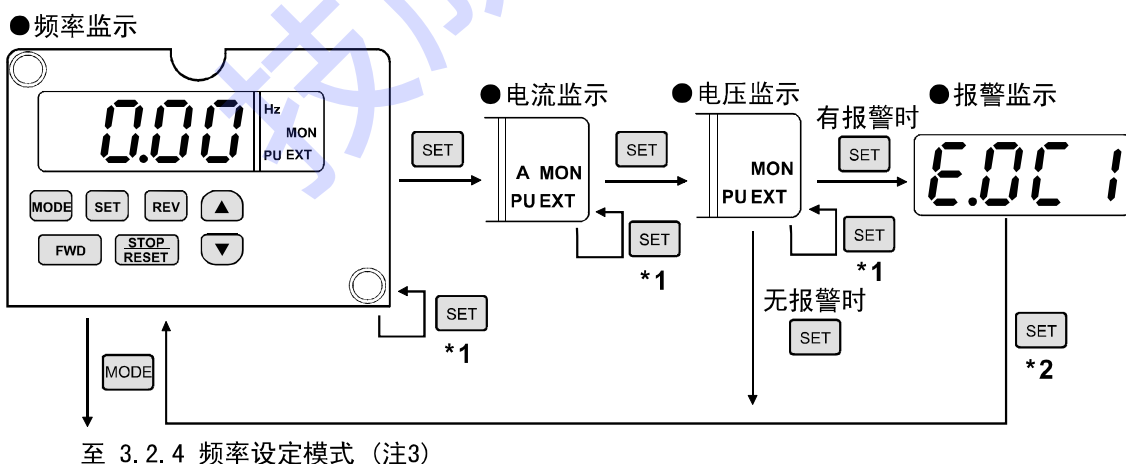 ●频率监示
0.00
Hz
MON
PU EXT
MODE
SET
REV
▲
FWD
STOP
RESET
▼
SET
*1
SET
●电流监示
A MON
PU EXT
SET
*1
SET
●电压监示
MON
PU EXT
SET
*1
有报警时
SET
●报警监示
E.OC1
无报警时
SET
SET
*2
MODE
至 3.2.4 频率设定模式 (注3)